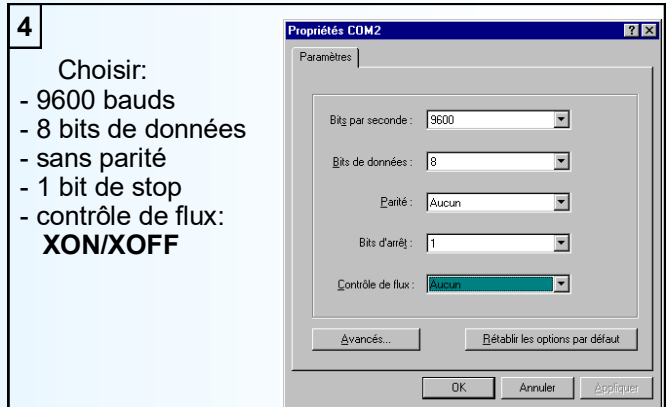 4
Choisir:
- 9600 bauds
- 8 bits de données
- sans parité
- 1 bit de stop
- contrôle de flux:
XON/XOFF
Propriétés COM2
Paramètres
Bits par seconde : 9600
Bits de données : 8
Parité : Aucun
Bits d'arrêt : 1
Contrôle de flux : Aucun
Avancés...
Rétablir les options par défaut
OK
Annuler
Appliquer